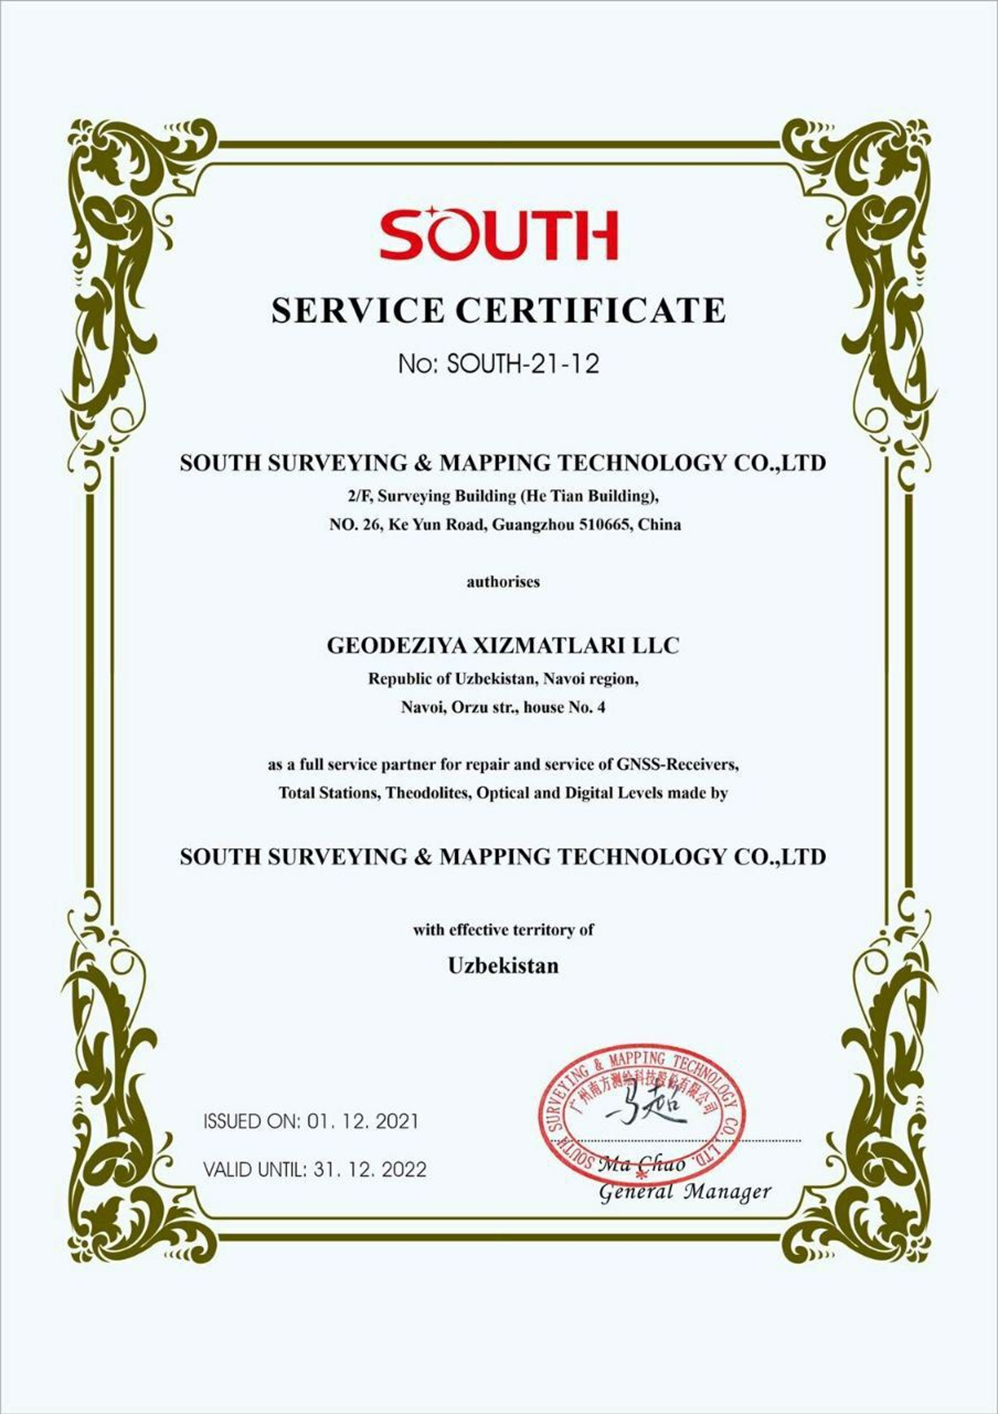 SOUTH
SERVICE CERTIFICATE
No: SOUTH-21-12
SOUTH SURVEYING & MAPPING TECHNOLOGY CO.,LTD
2/F, Surveying Building (He Tian Building),
NO. 26, Ke Yun Road, Guangzhou 510665, China
authorises
GEODEZIYA XIZMATLARI LLC
Republic of Uzbekistan, Navoi region,
Navoi, Orzu str., house No. 4
as a full service partner for repair and service of GNSS-Receivers,
Total Stations, Theodolites, Optical and Digital Levels made by
SOUTH SURVEYING & MAPPING TECHNOLOGY CO.,LTD
with effective territory of
Uzbekistan
SOUTH SURVEYING & MAPPING TECHNOLOGY CO.,LTD.
广州南方测绘科技股份有限公司
马超
ISSUED ON: 01. 12. 2021
VALID UNTIL: 31. 12. 2022
Ma Chao
General Manager